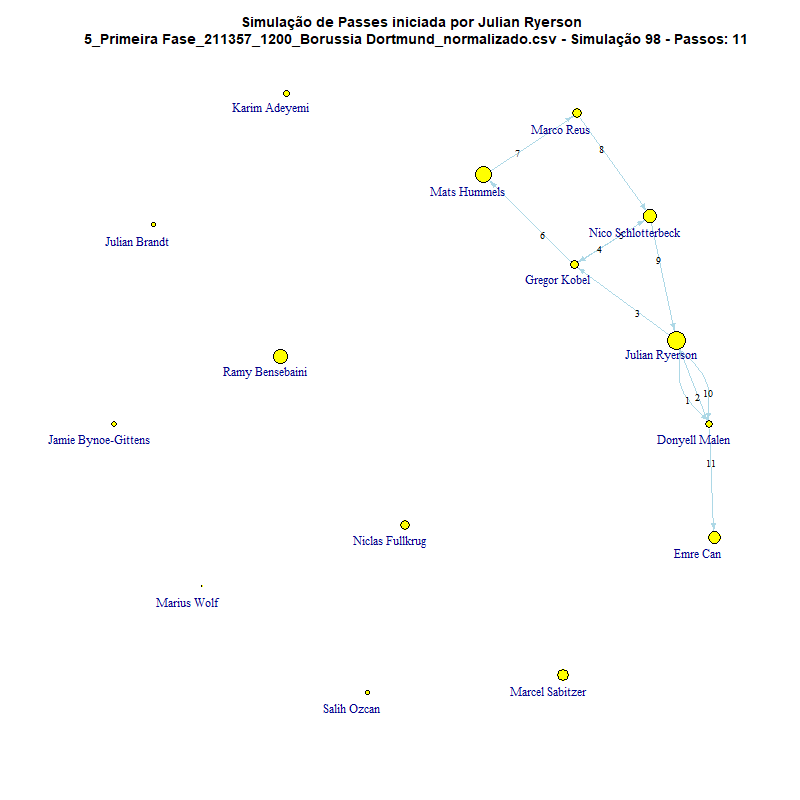 Simulação de Passes iniciada por Julian Ryerson
5_Primeira Fase_211357_1200_Borussia Dortmund_normalizado.csv - Simulação 98 - Passos: 11
Karim Adeyemi
Marco Reus
7
8
Mats Hummels
Julian Brandt
Nico Schlotterbeck
6
5
4
9
Gregor Kobel
3
Julian Ryerson
Ramy Bensebaini
1
2
10
Jamie Bynoe-Gittens
Donyell Malen
11
Niclas Fullkrug
Emre Can
Marius Wolf
Marcel Sabitzer
Salih Ozcan